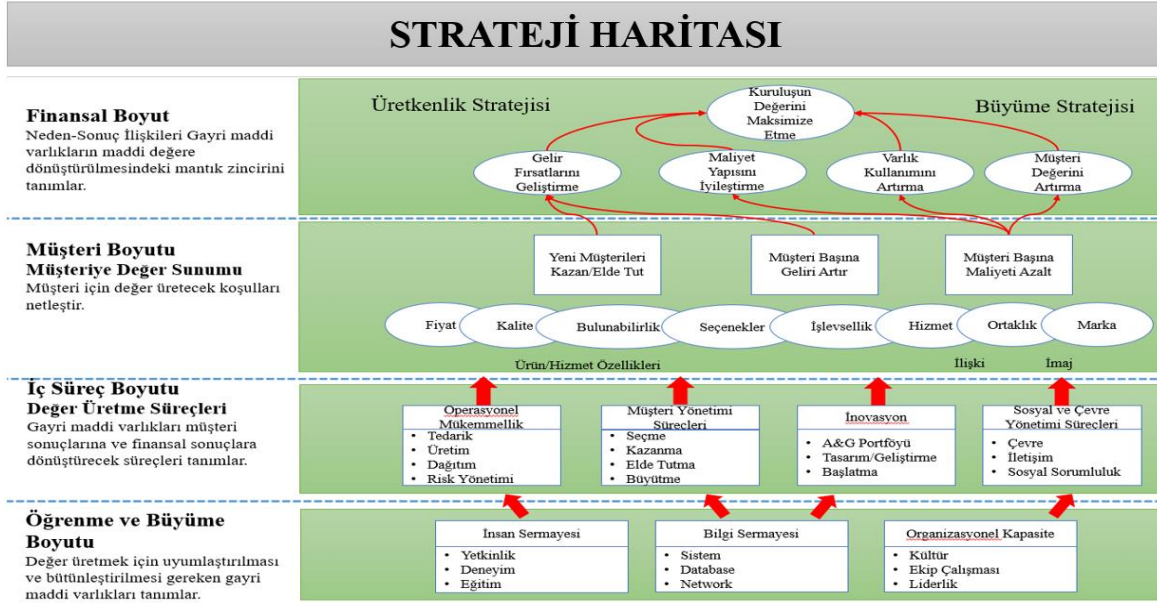 STRATEJİ HARİTASI
Finansal Boyut
Neden-Sonuç İlişkileri Gayri maddi
varlıkların maddi değere
dönüştürülmesindeki mantık zincirini
tanımlar.
Üretkenlik Stratejisi
Kuruluşun
Değerini
Maksimize
Etme
Büyüme Stratejisi
Gelir
Fırsatlarını
Geliştirme
Maliyet
Yapısını
İyileştirme
Varlık
Kullanımını
Artırma
Müşteri
Değerini
Artırma
Müşteri Boyutu
Müşteriye Değer Sunumu
Müşteri için değer üretecek koşulları
netleştir.
Yeni Müşterileri
Kazan/Elde Tut
Müşteri Başına
Geliri Artır
Müşteri Başına
Maliyeti Azalt
Fiyat
Kalite
Bulunabilirlik
Seçenekler
İşlevsellik
Hizmet
Ortaklık
Marka
Ürün/Hizmet Özellikleri
İlişki
İmaj
İç Süreç Boyutu
Değer Üretme Süreçleri
Gayri maddi varlıkları müşteri
sonuçlarına ve finansal sonuçlara
dönüştürecek süreçleri tanımlar.
Operasyonel
Mükemmellik
• Tedarik
• Üretim
• Dağıtım
• Risk Yönetimi
Müşteri Yönetimi
Süreçleri
• Seçme
• Kazanma
• Elde Tutma
• Büyütme
İnovasyon
• A&G Portföyü
• Tasarım/Geliştirme
• Başlatma
Sosyal ve Çevre
Yönetimi Süreçleri
• Çevre
• İletişim
• Sosyal Sorumluluk
Öğrenme ve Büyüme
Boyutu
Değer üretmek için uyumlaştırılması
ve bütünleştirilmesi gereken gayri
maddi varlıkları tanımlar.
İnsan Sermayesi
• Yetkinlik
• Deneyim
• Eğitim
Bilgi Sermayesi
• Sistem
• Database
• Network
Organizasyonel Kapasite
• Kültür
• Ekip Çalışması
• Liderlik